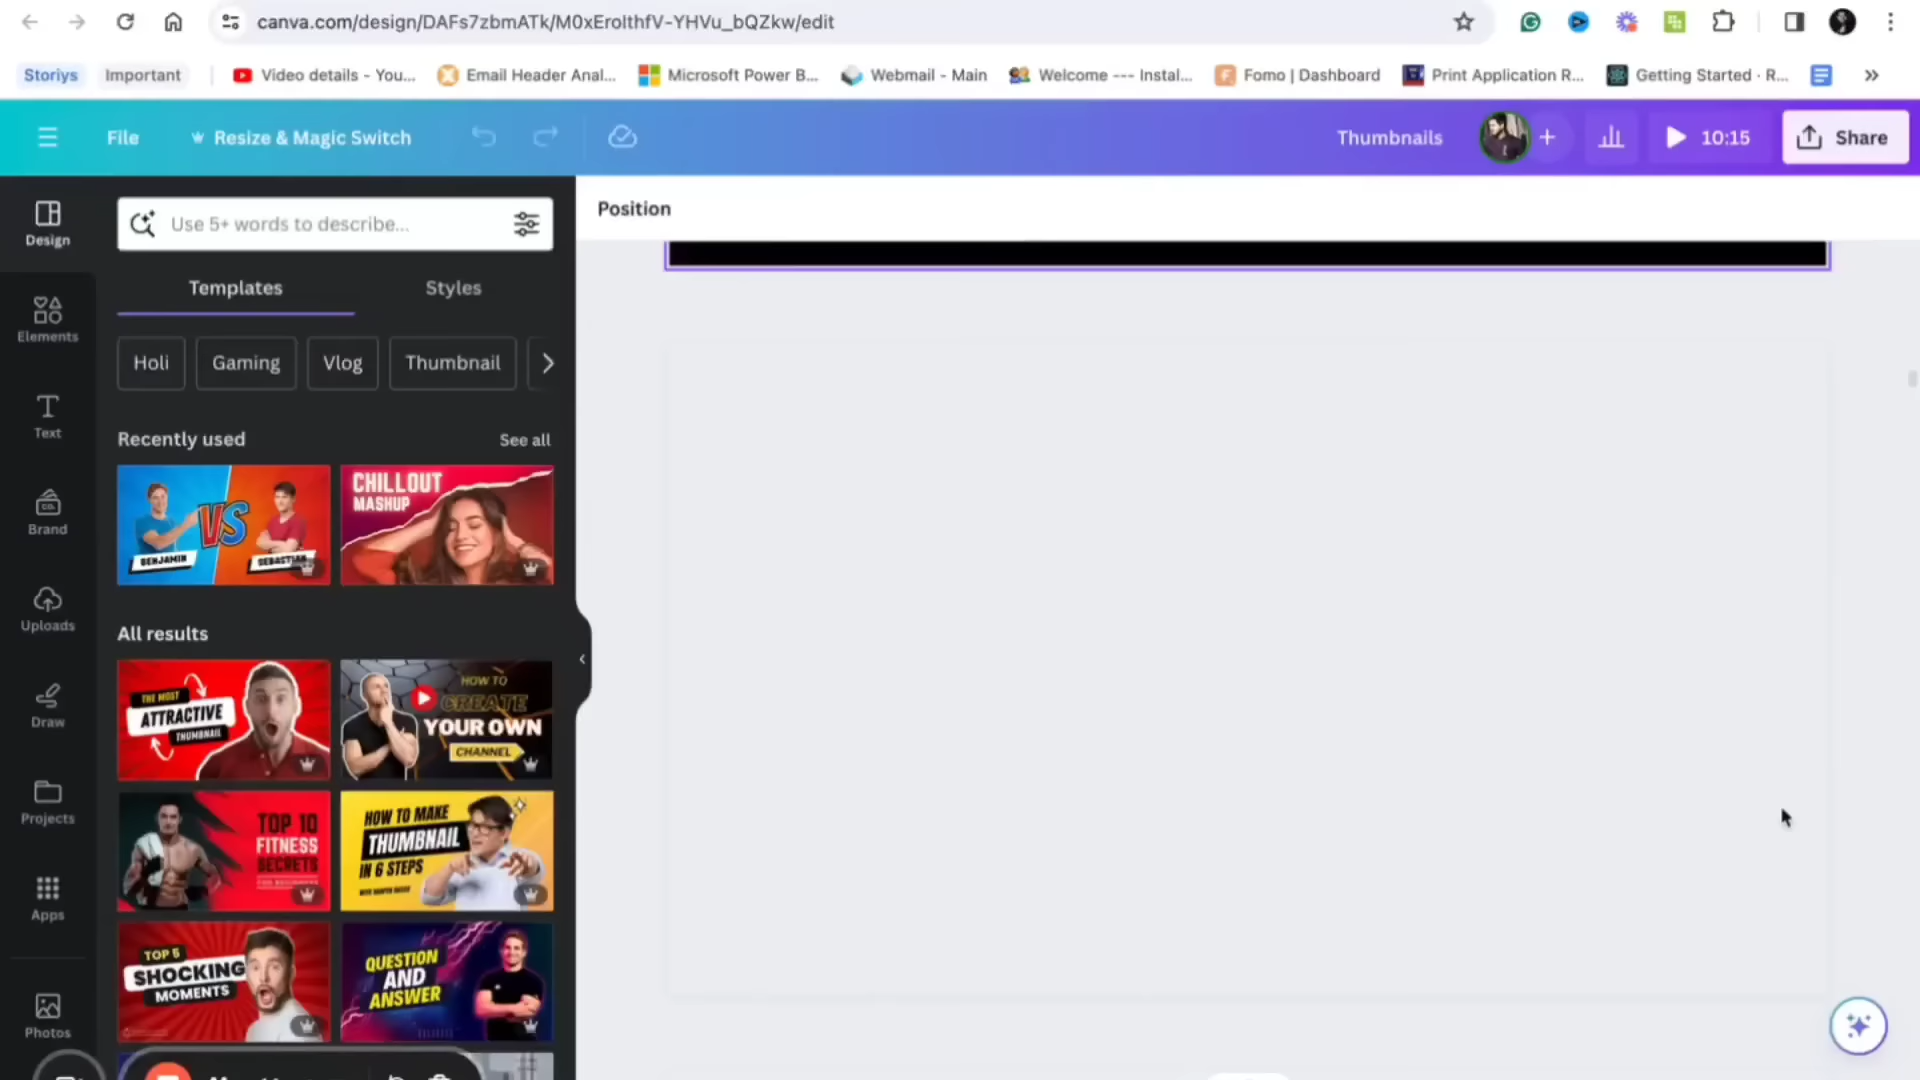 canva.com/design/DAFs7zbmATk/M0xErolthfV-YHVu_bQZkw/edit
Storiys Important Video details - You... Email Header Anal... Microsoft Power B... Webmail - Main Welcome --- Instal... Fomo | Dashboard Print Application R... Getting Started · R... »
File Resize & Magic Switch Thumbnails 10:15 Share
Design
Elements
Text
Brand
Uploads
Draw
Projects
Apps
Photos
Use 5+ words to describe...
Templates Styles
Holi Gaming Vlog Thumbnail
Recently used See all
VS
BENJAMIN SEBASTIAN
CHILLOUT
MASHUP
All results
THE MOST
ATTRACTIVE
THUMBNAIL
HOW TO
CREATE
YOUR OWN
CHANNEL
TOP 10
FITNESS
SECRETS
HOW TO MAKE
THUMBNAIL
IN 6 STEPS
TOP 5
SHOCKING
MOMENTS
QUESTION
AND
ANSWER
Position